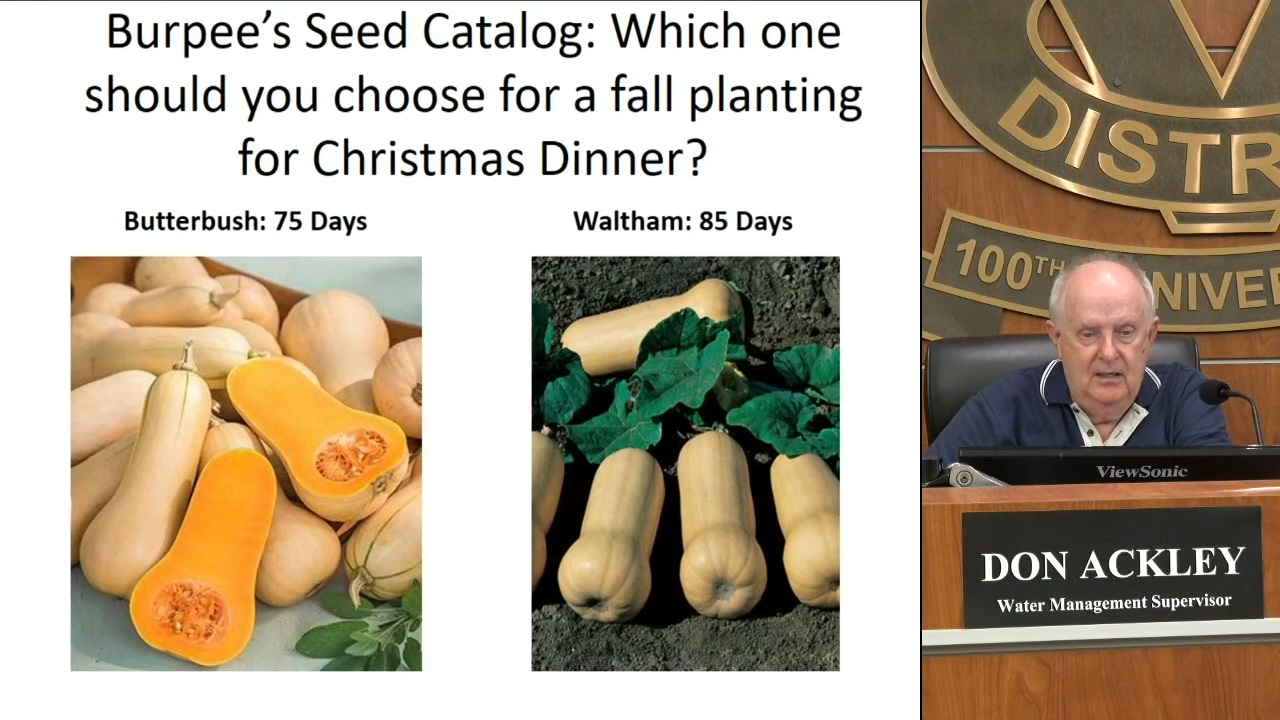 Burpee’s Seed Catalog: Which one
should you choose for a fall planting
for Christmas Dinner?
Butterbush: 75 Days
Waltham: 85 Days
DISTR
100TH
NIVE
ViewSonic
DON ACKLEY
Water Management Supervisor